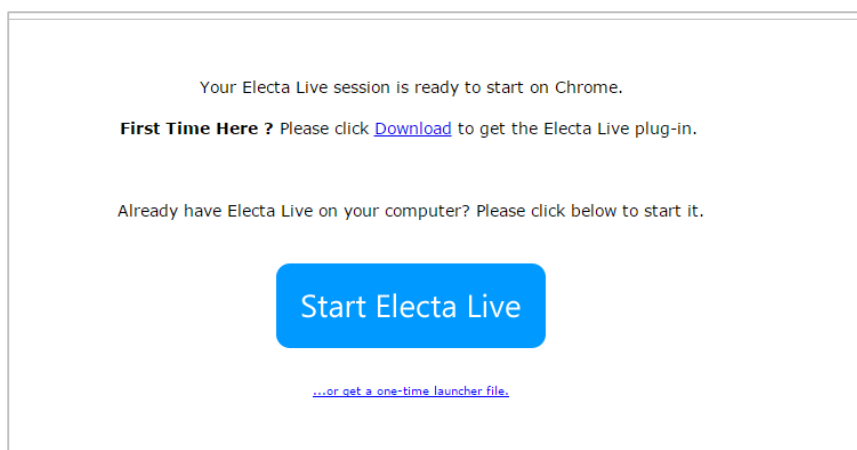 Your Electa Live session is ready to start on Chrome.
First Time Here ? Please click Download to get the Electa Live plug-in.
Already have Electa Live on your computer? Please click below to start it.
Start Electa Live
...or get a one-time launcher file.